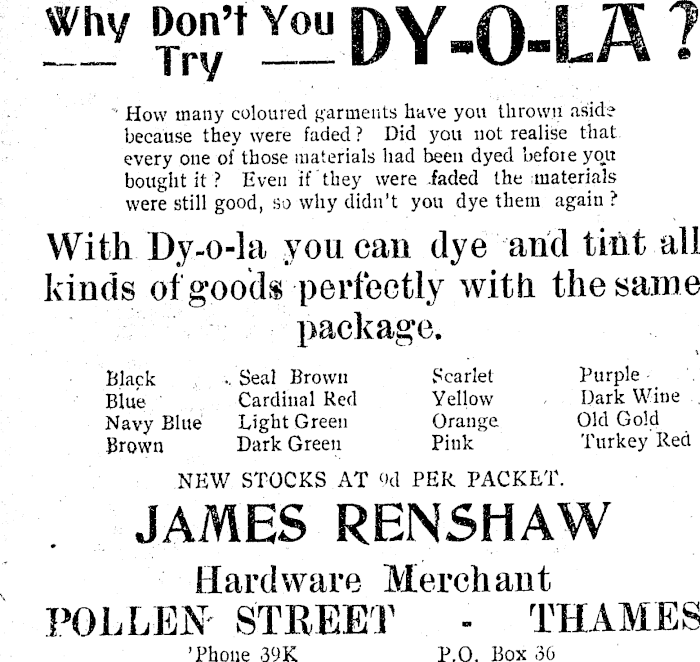 Why Don't You Try DY-O-LA?
How many coloured garments have you thrown aside
because they were faded? Did you not realise that
every one of those materials had been dyed before you
bought it? Even if they were faded the materials
were still good, so why didn't you dye them again?
With Dy-o-la you can dye and tint all
kinds of goods perfectly with the same
package.
Black Seal Brown Scarlet Purple
Blue Cardinal Red Yellow Dark Wine
Navy Blue Light Green Orange Old Gold
Brown Dark Green Pink Turkey Red
NEW STOCKS AT 9d PER PACKET.
JAMES RENSHAW
Hardware Merchant
POLLEN STREET - THAMES
'Phone 39K P.O. Box 36